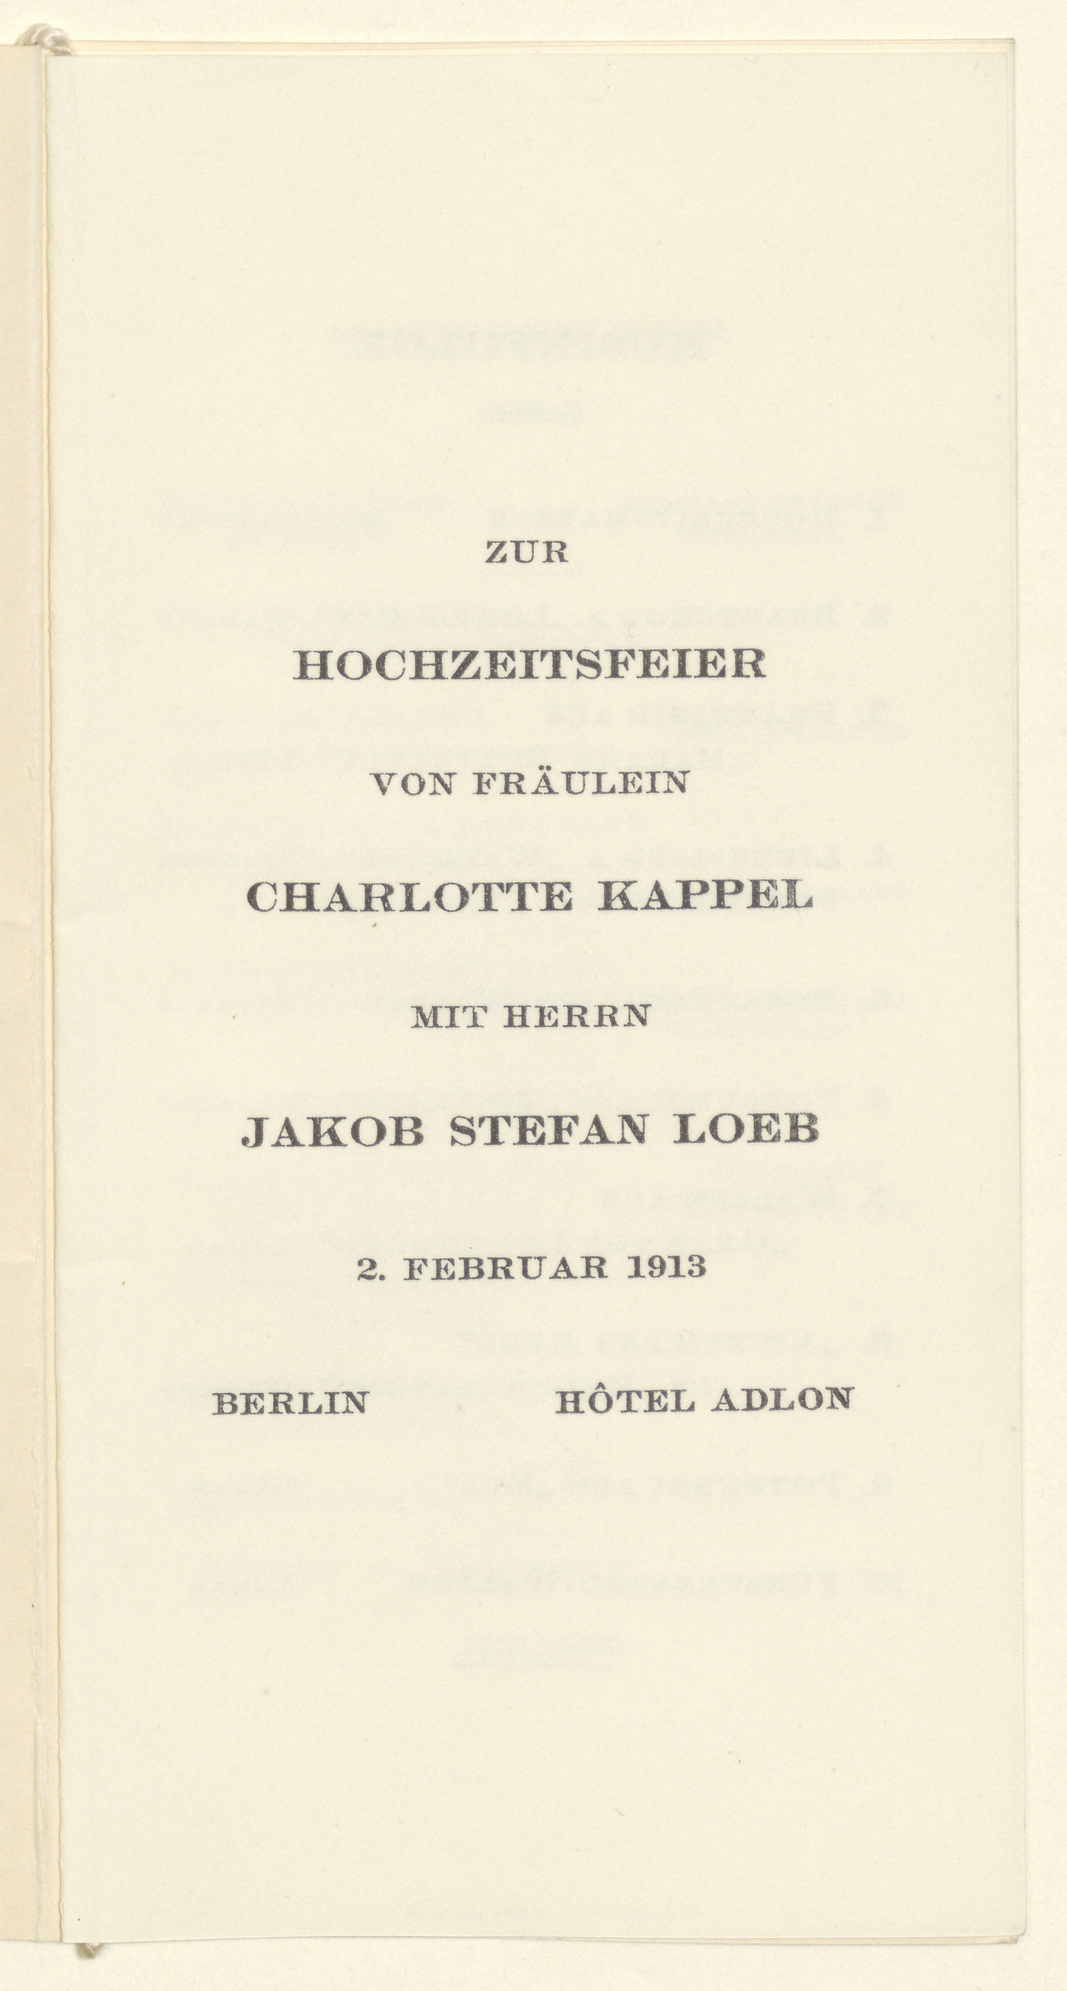 ZUR
HOCHZEITSFEIER
VON FRÄULEIN
CHARLOTTE KAPPEL
MIT HERRN
JAKOB STEFAN LOEB
2. FEBRUAR 1913
BERLIN HÔTEL ADLON